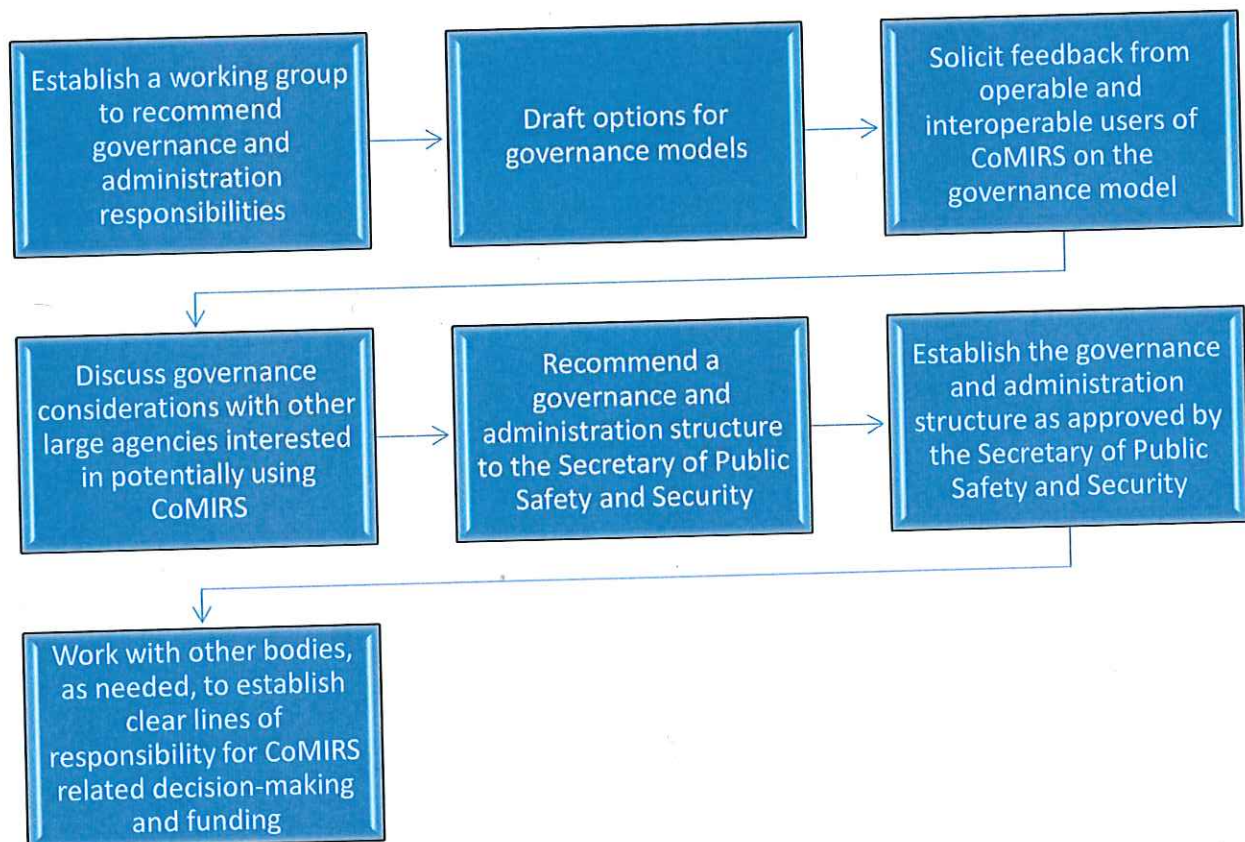 Establish a working group
to recommend
governance and
administration
responsibilities
Draft options for
governance models
Solicit feedback from
operable and
interoperable users of
CoMIRS on the
governance model
Discuss governance
considerations with other
large agencies interested
in potentially using
CoMIRS
Recommend a
governance and
administration structure
to the Secretary of Public
Safety and Security
Establish the governance
and administration
structure as approved by
the Secretary of Public
Safety and Security
Work with other bodies,
as needed, to establish
clear lines of
responsibility for CoMIRS
related decision-making
and funding